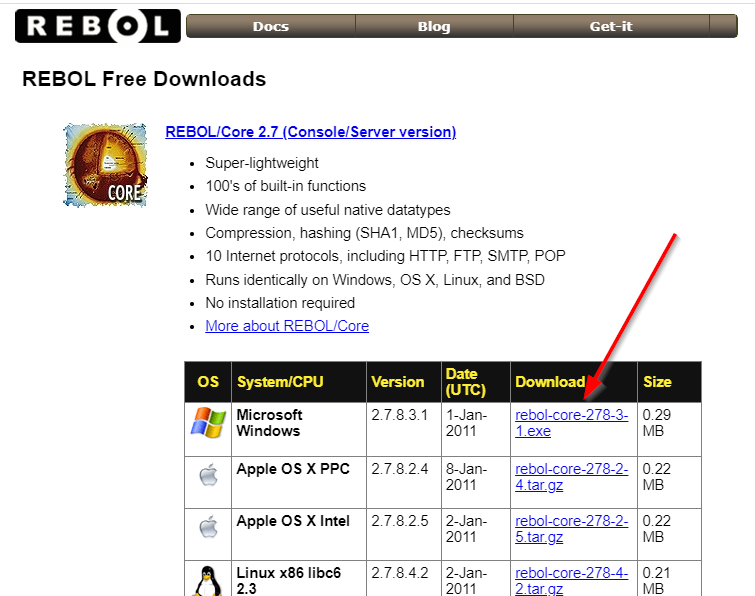 REBOL
Docs
Blog
Get-it
REBOL Free Downloads
CORE
REBOL/Core 2.7 (Console/Server version)
• Super-lightweight
• 100's of built-in functions
• Wide range of useful native datatypes
• Compression, hashing (SHA1, MD5), checksums
• 10 Internet protocols, including HTTP, FTP, SMTP, POP
• Runs identically on Windows, OS X, Linux, and BSD
• No installation required
• More about REBOL/Core
OS
System/CPU
Version
Date
(UTC)
Download
Size
Microsoft
Windows
2.7.8.3.1
1-Jan-
2011
rebol-core-278-3-
1.exe
0.29
MB
Apple OS X PPC
2.7.8.2.4
8-Jan-
2011
rebol-core-278-2-
4.tar.gz
0.22
MB
Apple OS X Intel
2.7.8.2.5
2-Jan-
2011
rebol-core-278-2-
5.tar.gz
0.22
MB
Linux x86 libc6
2.3
2.7.8.4.2
2-Jan-
2011
rebol-core-278-4-
2.tar.gz
0.21
MB